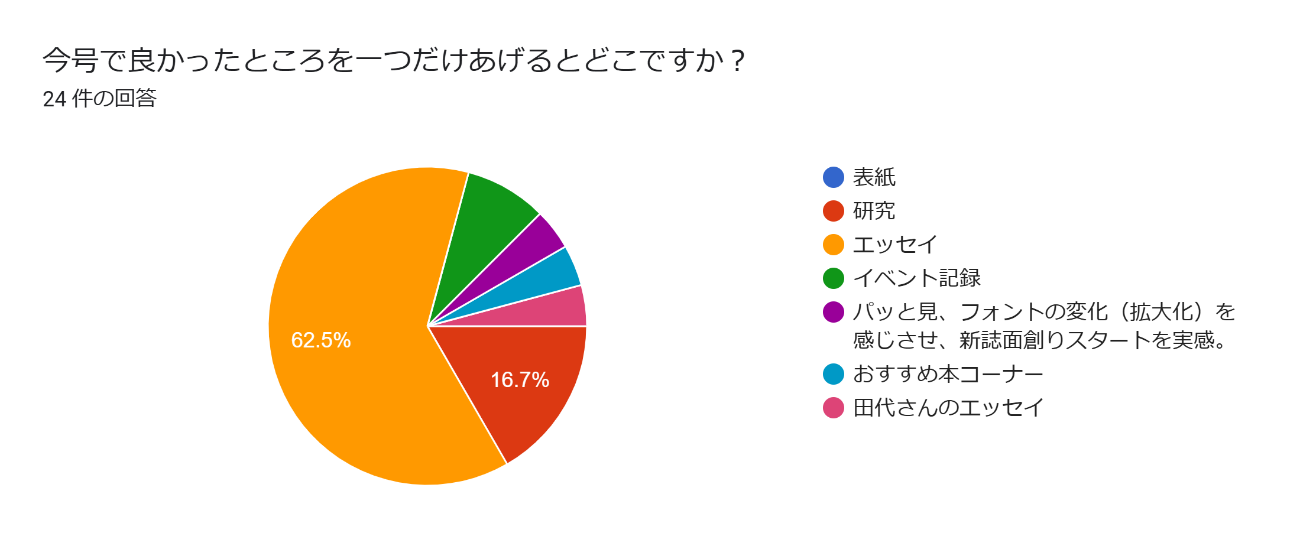 今号で良かったところを一つだけあげるとどこですか？
24 件の回答
表紙
研究
エッセイ
イベント記録
パッと見、フォントの変化（拡大化）を
感じさせ、新誌面創りスタートを実感。
おすすめ本コーナー
田代さんのエッセイ
62.5%
16.7%